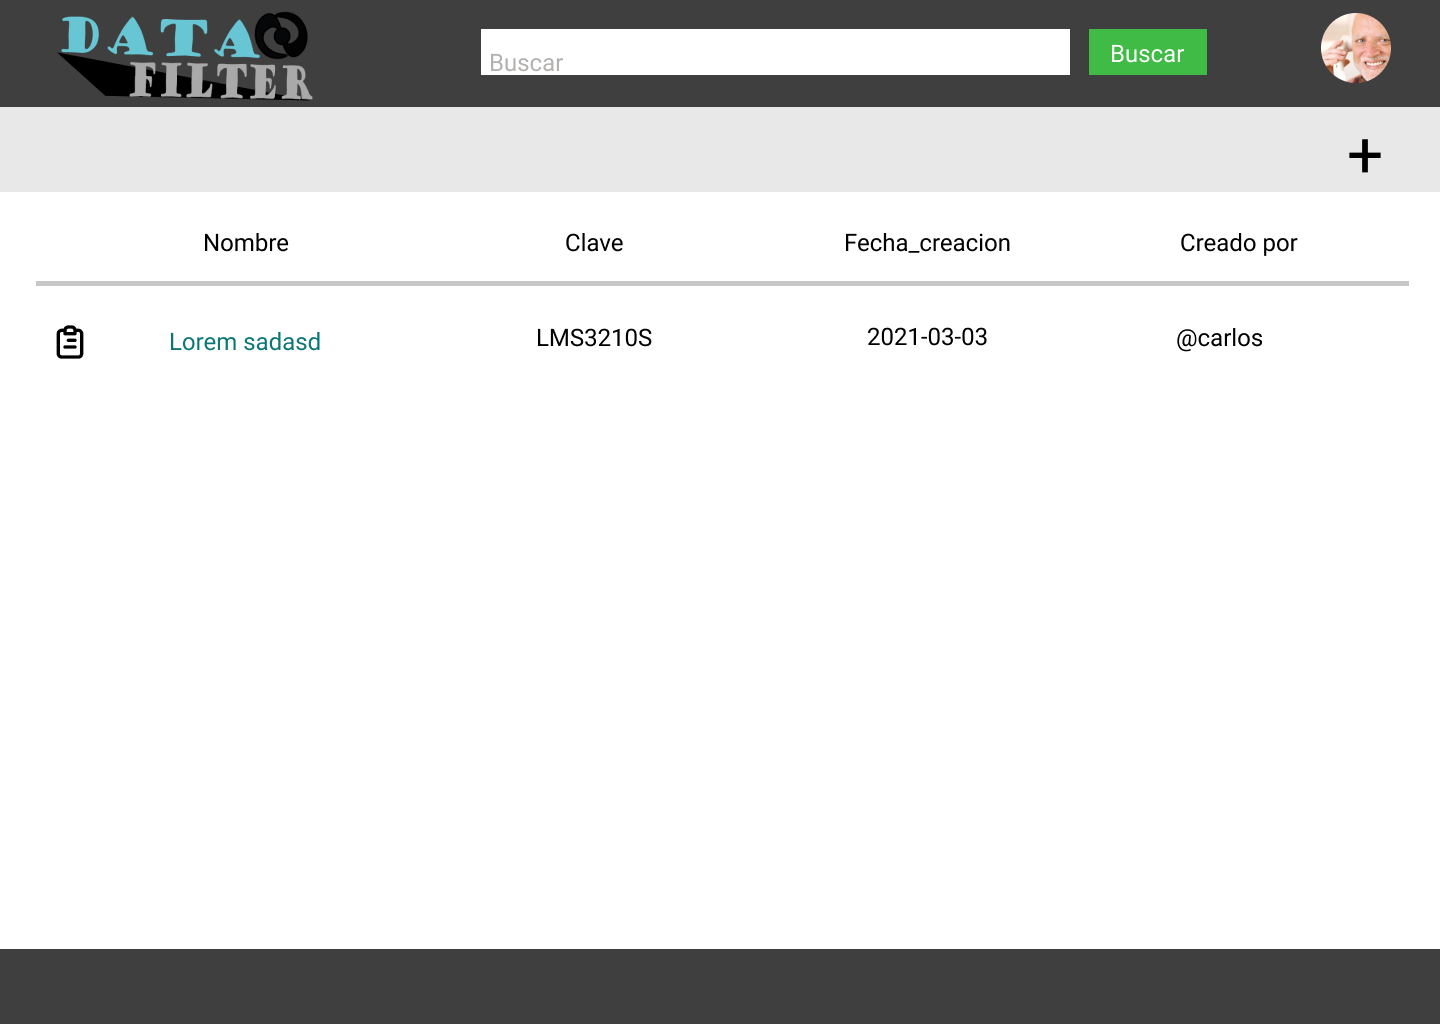 DATA
FILTER
Buscar
Buscar
Nombre Clave Fecha_creacion Creado por
Lorem sadasd LMS3210S 2021-03-03 @carlos